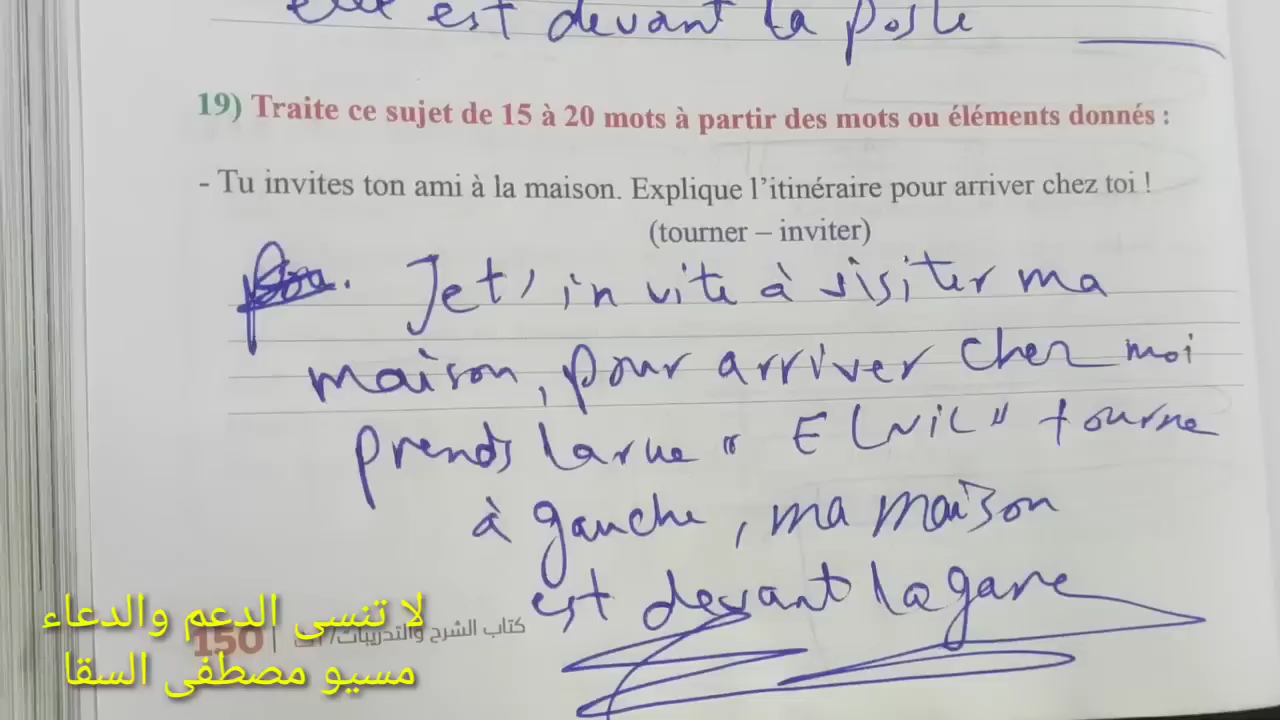 elle est devant la poste
19) Traite ce sujet de 15 à 20 mots à partir des mots ou éléments donnés :
- Tu invites ton ami à la maison. Explique l'itinéraire pour arriver chez toi !
(tourner – inviter)
Je t'invite à visiter ma
maison, pour arriver chez moi
prends la rue " ELNIL " tourne
à gauche, ma maison
est devant la gare
لا تنسى الدعم والدعاء
150 | كتاب الشرح والتدريبات/
مسيو مصطفى السقا